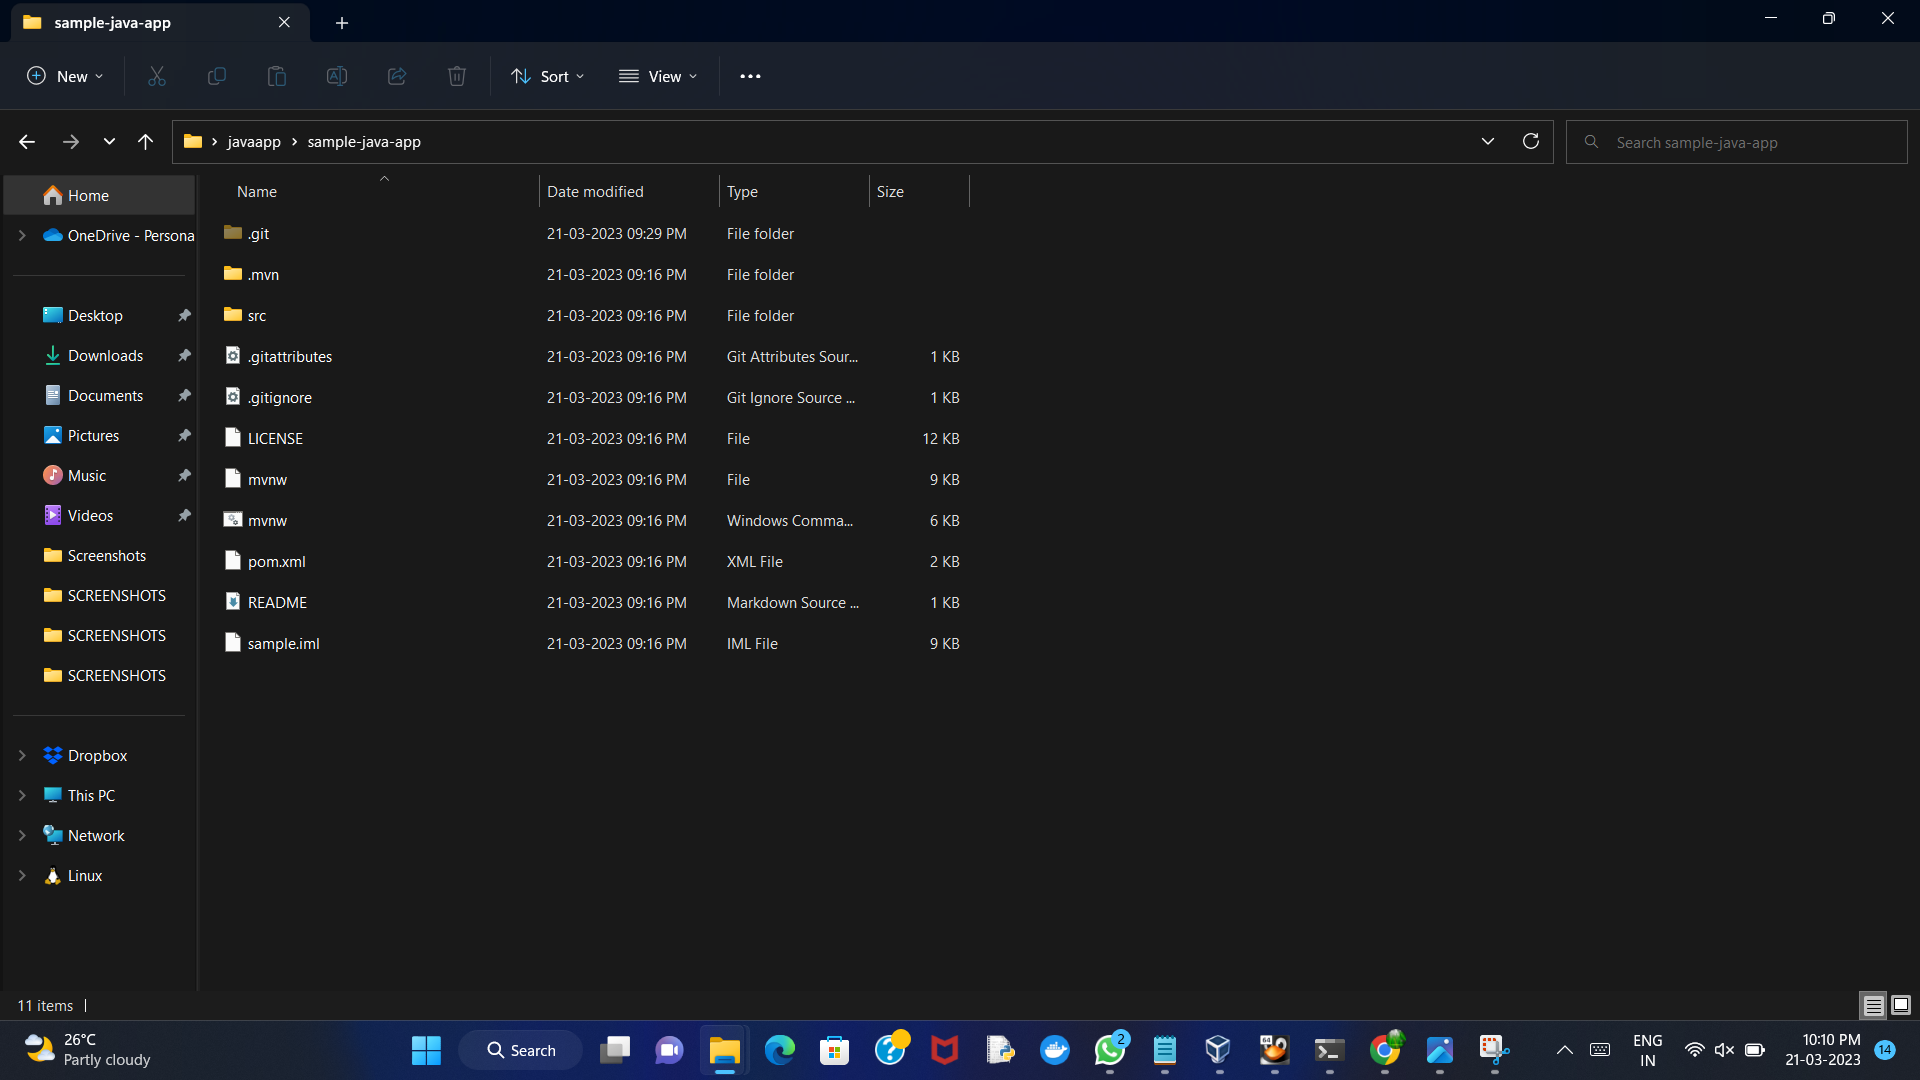 sample-java-app
New
Sort
View
javaapp
sample-java-app
Search sample-java-app
Name
Date modified
Type
Size
Home
OneDrive - Persona
Desktop
Downloads
Documents
Pictures
Music
Videos
Screenshots
SCREENSHOTS
SCREENSHOTS
SCREENSHOTS
Dropbox
This PC
Network
Linux
.git 21-03-2023 09:29 PM File folder
.mvn 21-03-2023 09:16 PM File folder
src 21-03-2023 09:16 PM File folder
.gitattributes 21-03-2023 09:16 PM Git Attributes Sour... 1 KB
.gitignore 21-03-2023 09:16 PM Git Ignore Source ... 1 KB
LICENSE 21-03-2023 09:16 PM File 12 KB
mvnw 21-03-2023 09:16 PM File 9 KB
mvnw 21-03-2023 09:16 PM Windows Comma... 6 KB
pom.xml 21-03-2023 09:16 PM XML File 2 KB
README 21-03-2023 09:16 PM Markdown Source ... 1 KB
sample.iml 21-03-2023 09:16 PM IML File 9 KB
11 items
26°C
Partly cloudy
Search
2
64
ENG
IN
10:10 PM
21-03-2023
14